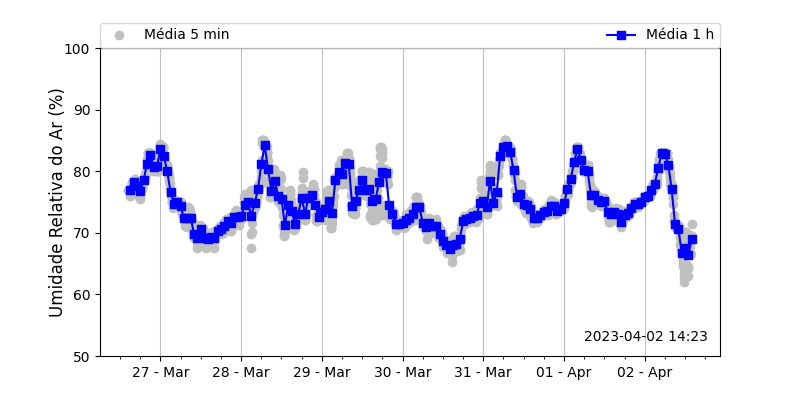 Média 5 min
Média 1 h
Umidade Relativa do Ar (%)
100
90
80
70
60
50
2023-04-02 14:23
27 - Mar
28 - Mar
29 - Mar
30 - Mar
31 - Mar
01 - Apr
02 - Apr